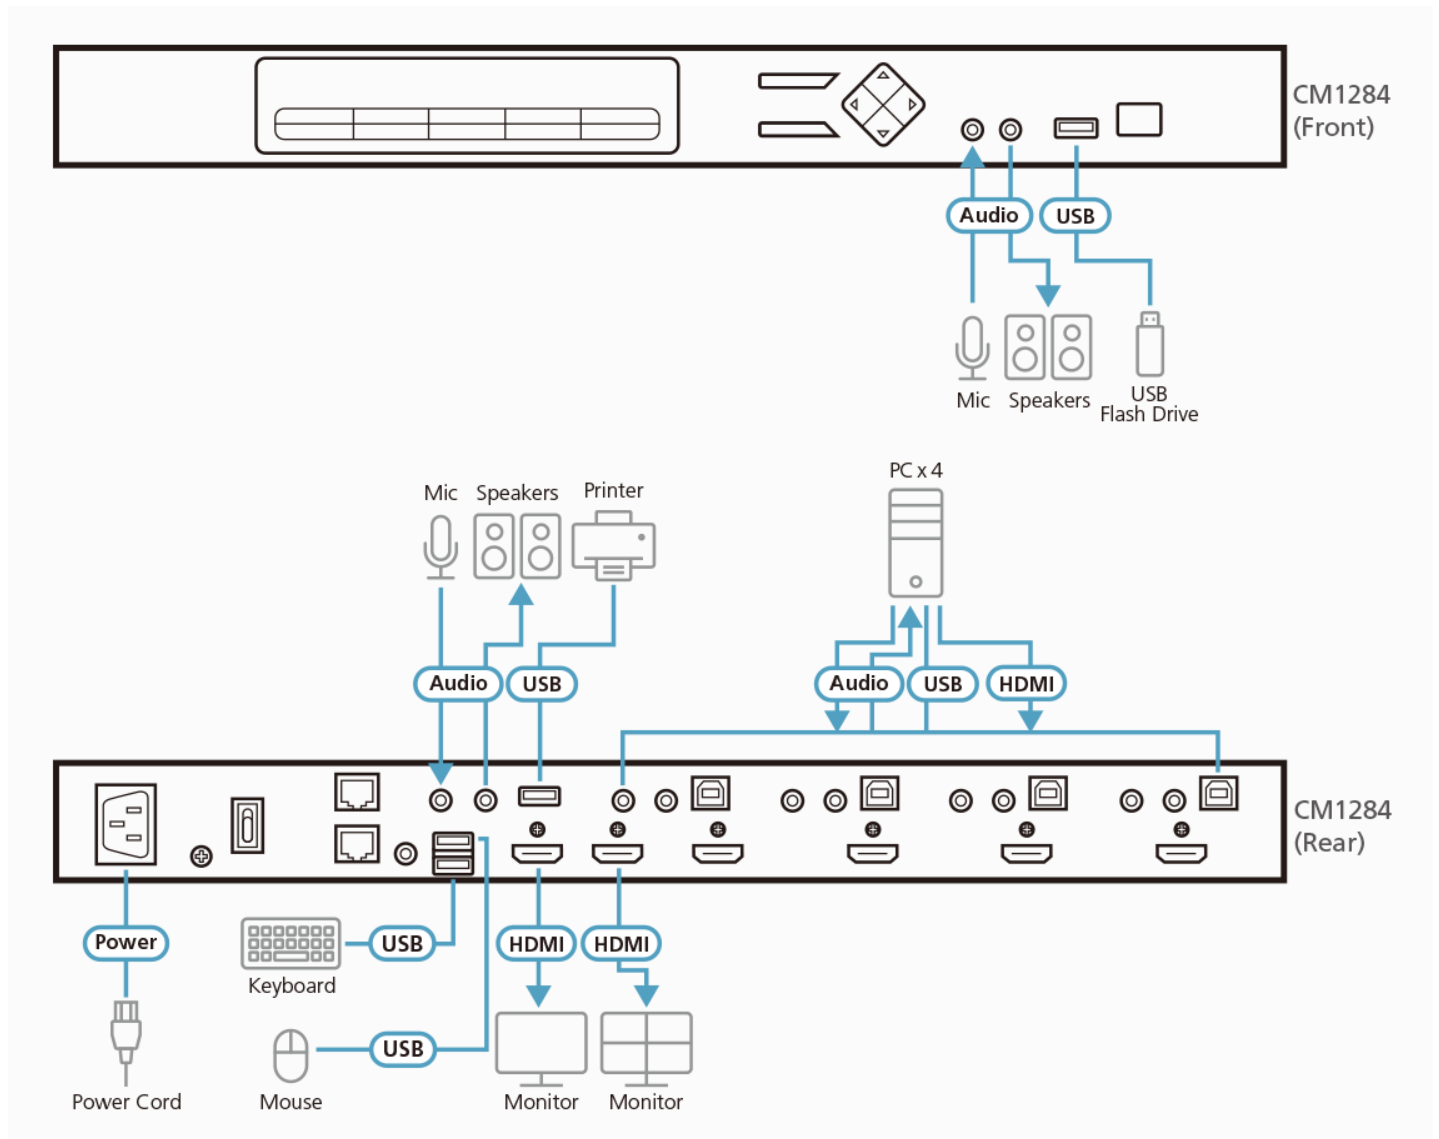 CM1284
(Front)
Audio
USB
Mic
Speakers
USB
Flash Drive
PC x 4
Mic
Speakers
Printer
Audio
USB
Audio
USB
HDMI
CM1284
(Rear)
Power
USB
HDMI
HDMI
Keyboard
USB
Power Cord
Mouse
Monitor
Monitor